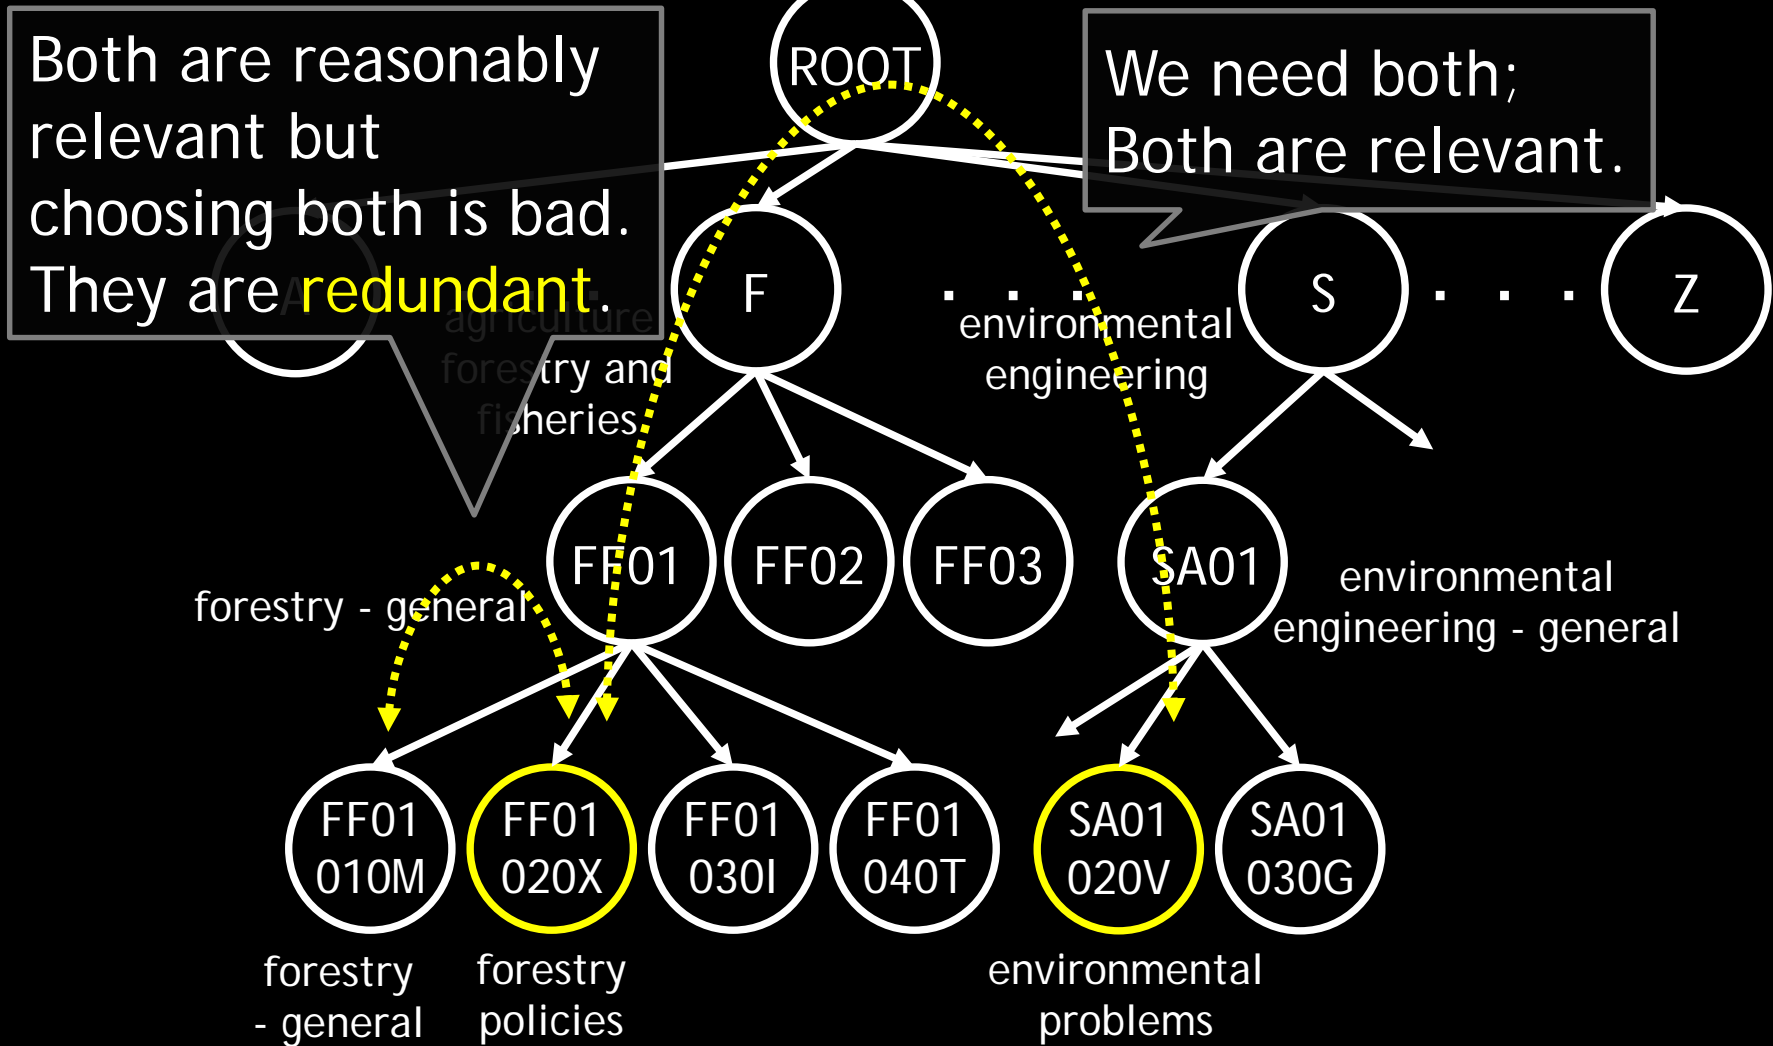 Both are reasonably
relevant but
choosing both is bad.
They are redundant.
ROOT
We need both;
Both are relevant.
A
F
. . .
S
. . .
Z
agriculture
forestry and
fisheries
environmental
engineering
FF01
FF02
FF03
SA01
forestry - general
environmental
engineering - general
FF01
010M
FF01
020X
FF01
030I
FF01
040T
SA01
020V
SA01
030G
forestry
- general
forestry
policies
environmental
problems